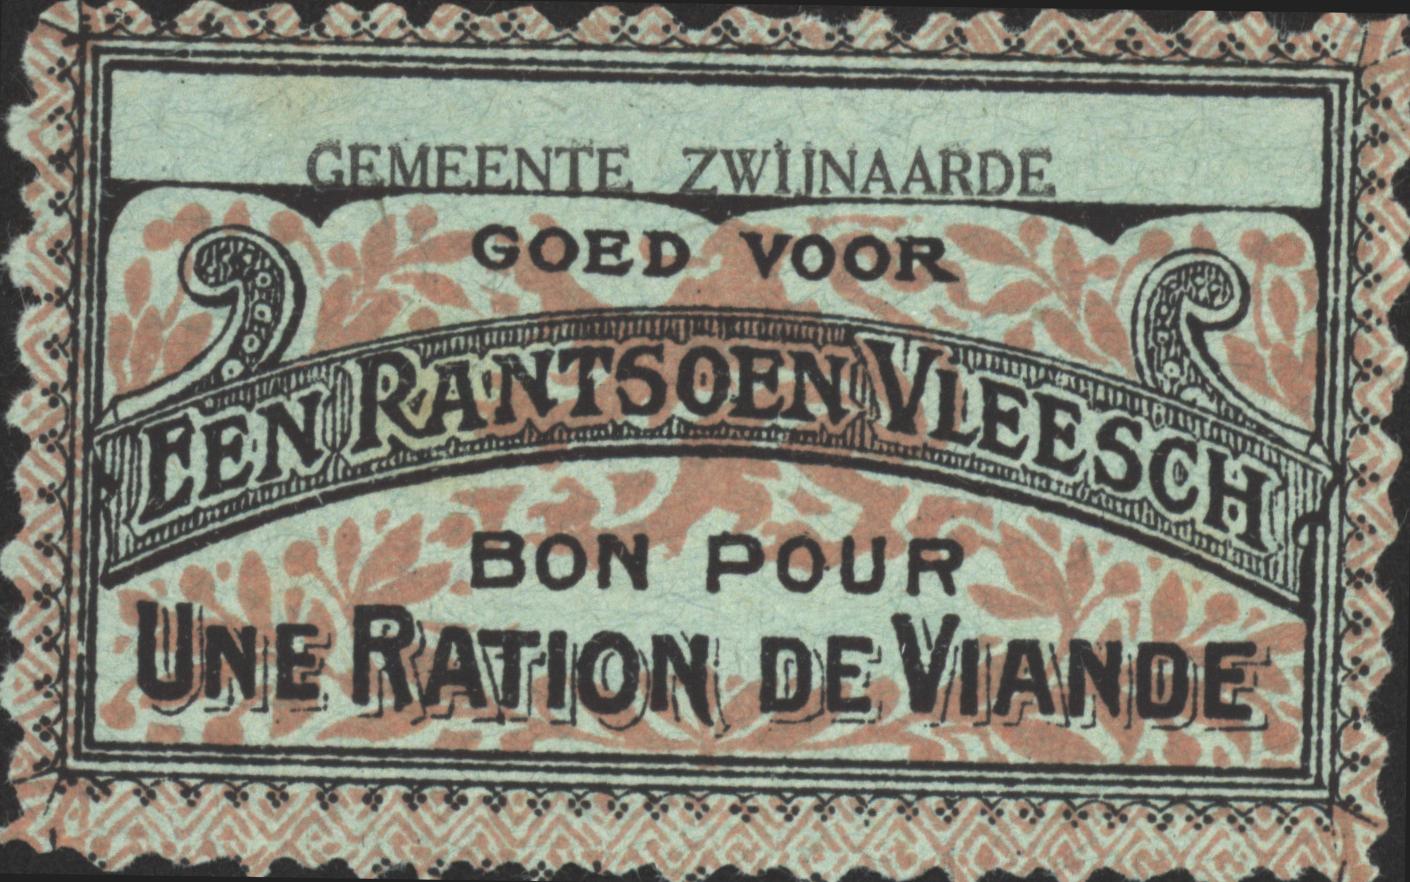 GEMEENTE ZWIJNAARDE
GOED VOOR
EEN RANTSOEN VLEESCH
BON POUR
UNE RATION DE VIANDE